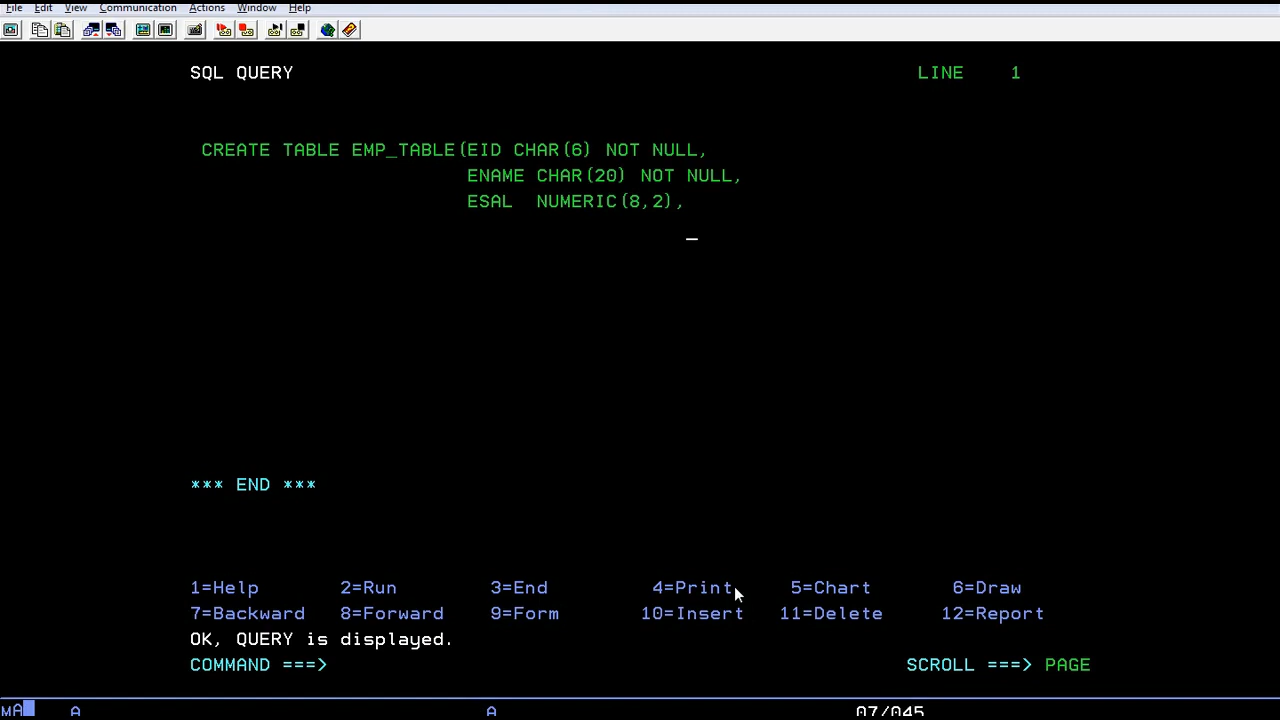 File Edit View Communication Actions Window Help
SQL QUERY LINE 1
CREATE TABLE EMP_TABLE(EID CHAR(6) NOT NULL,
ENAME CHAR(20) NOT NULL,
ESAL NUMERIC(8,2),
_
*** END ***
1=Help 2=Run 3=End 4=Print 5=Chart 6=Draw
7=Backward 8=Forward 9=Form 10=Insert 11=Delete 12=Report
OK, QUERY is displayed.
COMMAND ===> SCROLL ===> PAGE
MA A A 07/045